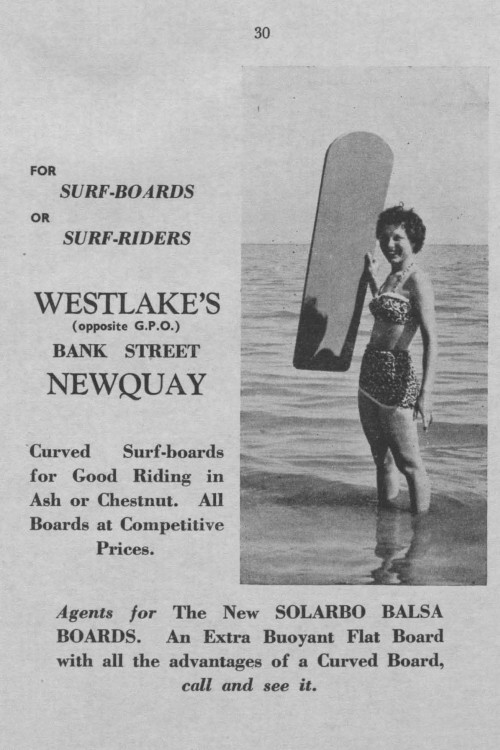 30
FOR
SURF-BOARDS
OR
SURF-RIDERS
WESTLAKE'S
(opposite G.P.O.)
BANK STREET
NEWQUAY
Curved Surf-boards
for Good Riding in
Ash or Chestnut. All
Boards at Competitive
Prices.
Agents for The New SOLARBO BALSA
BOARDS. An Extra Buoyant Flat Board
with all the advantages of a Curved Board,
call and see it.